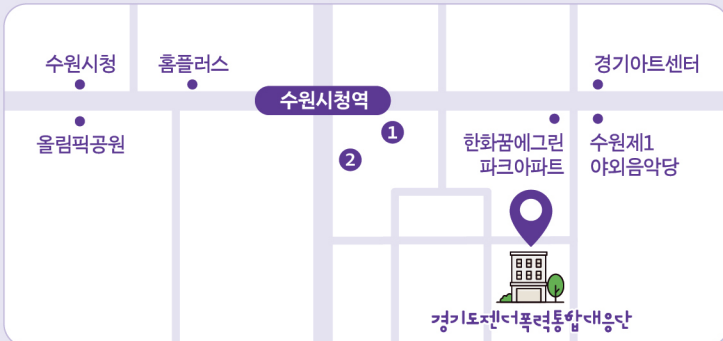 수원시청
홈플러스
경기아트센터
수원시청역
올림픽공원
1
2
한화꿈에그린
파크아파트
수원제1
야외음악당
경기도젠더폭력통합대응단